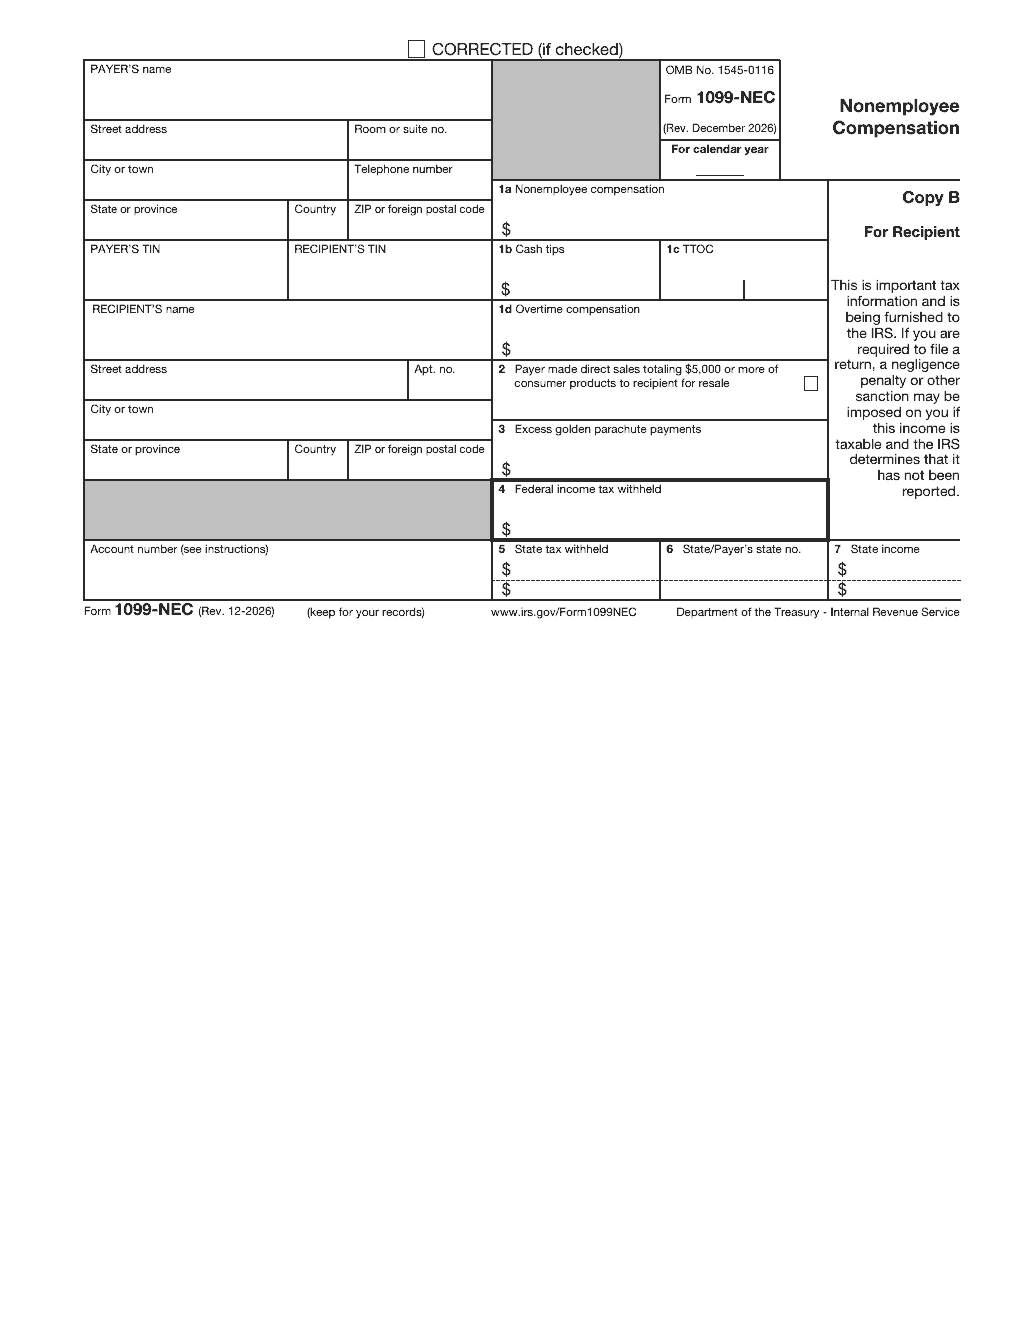 CORRECTED (if checked)
PAYER'S name
OMB No. 1545-0116
Form 1099-NEC
(Rev. December 2026)
For calendar year
Nonemployee
Compensation
Street address
Room or suite no.
City or town
Telephone number
State or province
Country
ZIP or foreign postal code
PAYER'S TIN
RECIPIENT'S TIN
RECIPIENT'S name
Street address
Apt. no.
City or town
State or province
Country
ZIP or foreign postal code
Account number (see instructions)
1a Nonemployee compensation
$
1b Cash tips
$
1c TTOC
1d Overtime compensation
$
2 Payer made direct sales totaling $5,000 or more of
consumer products to recipient for resale
3 Excess golden parachute payments
$
4 Federal income tax withheld
$
5 State tax withheld
$
$
6 State/Payer's state no.
7 State income
$
$
Copy B
For Recipient
This is important tax
information and is
being furnished to
the IRS. If you are
required to file a
return, a negligence
penalty or other
sanction may be
imposed on you if
this income is
taxable and the IRS
determines that it
has not been
reported.
Form 1099-NEC (Rev. 12-2026)
(keep for your records)
www.irs.gov/Form1099NEC
Department of the Treasury - Internal Revenue Service